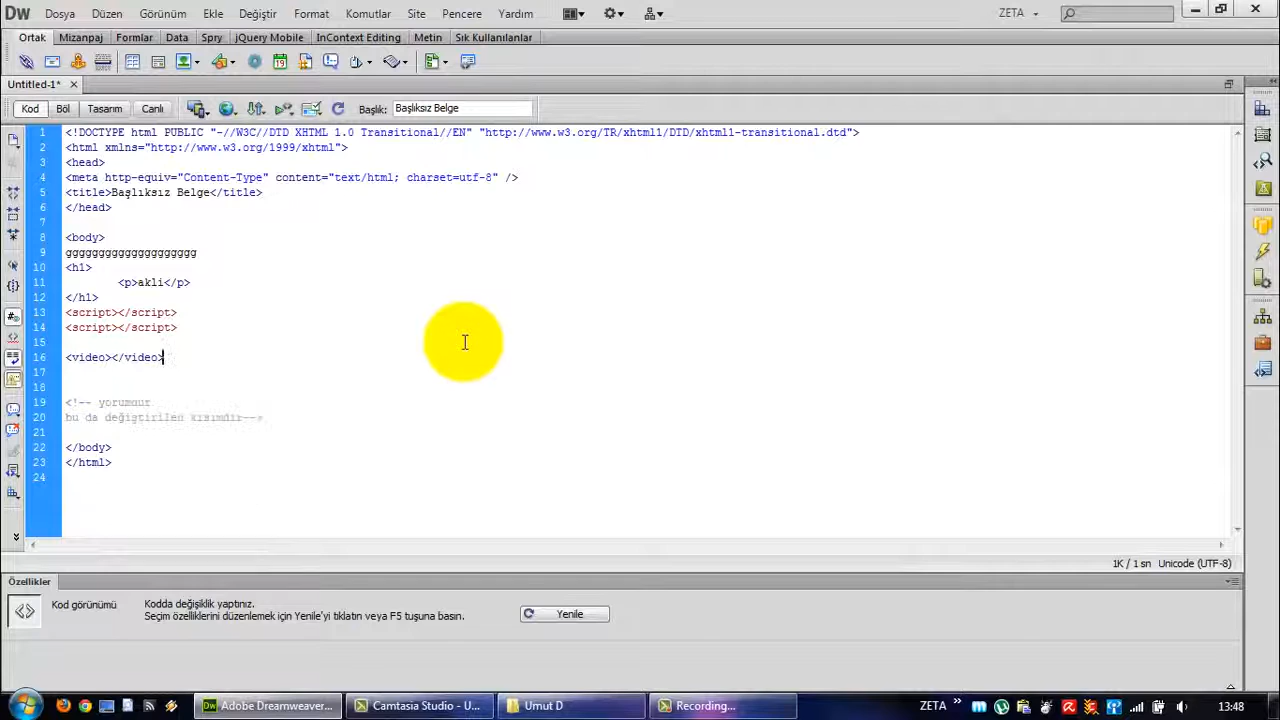 Dw Dosya Düzen Görünüm Ekle Değiştir Format Komutlar Site Pencere Yardım ZETA
Ortak Mizanpaj Formlar Data Spry jQuery Mobile InContext Editing Metin Sık Kullanılanlar
Untitled-1*
Kod Böl Tasarım Canlı Başlık: Başlıksız Belge
1 <!DOCTYPE html PUBLIC "-//W3C//DTD XHTML 1.0 Transitional//EN" "http://www.w3.org/TR/xhtml1/DTD/xhtml1-transitional.dtd">
2 <html xmlns="http://www.w3.org/1999/xhtml">
3 <head>
4 <meta http-equiv="Content-Type" content="text/html; charset=utf-8" />
5 <title>Başlıksız Belge</title>
6 </head>
7
8 <body>
9 gggggggggggggggggggg
10 <h1>
11 <p>akli</p>
12 </h1>
13 <script></script>
14 <script></script>
15
16 <video></video>
17
18
19 <!-- yorumdur
20 bu da değiştirilen kısımdır-->
21
22 </body>
23 </html>
24
1K / 1 sn Unicode (UTF-8)
Özellikler
Kod görünümü Kodda değişiklik yaptınız.
Seçim özelliklerini düzenlemek için Yenile'yi tıklatın veya F5 tuşuna basın.
Yenile
Dw Adobe Dreamweaver... Camtasia Studio - U... Umut D Recording... ZETA 13:48